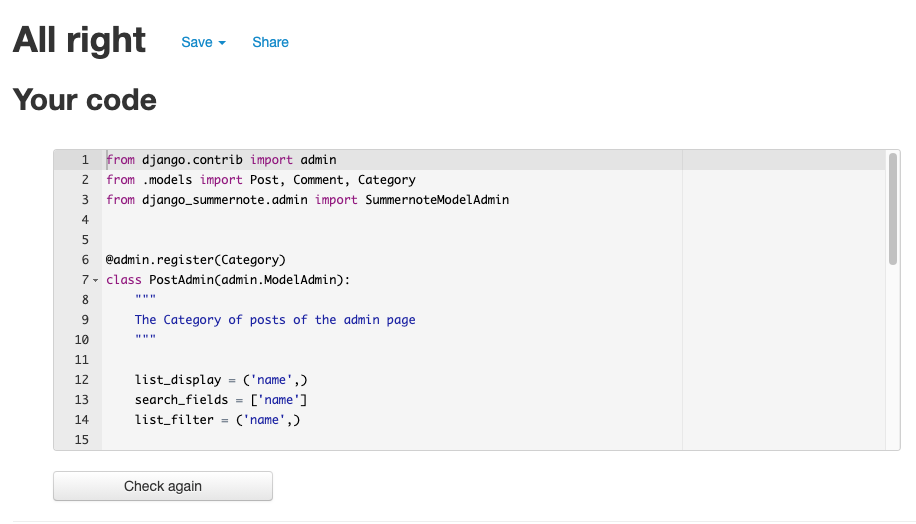 All right Save Share
Your code
1 from django.contrib import admin
2 from .models import Post, Comment, Category
3 from django_summernote.admin import SummernoteModelAdmin
4
5
6 @admin.register(Category)
7 class PostAdmin(admin.ModelAdmin):
8     """
9     The Category of posts of the admin page
10     """
11
12     list_display = ('name',)
13     search_fields = ['name']
14     list_filter = ('name',)
15
Check again